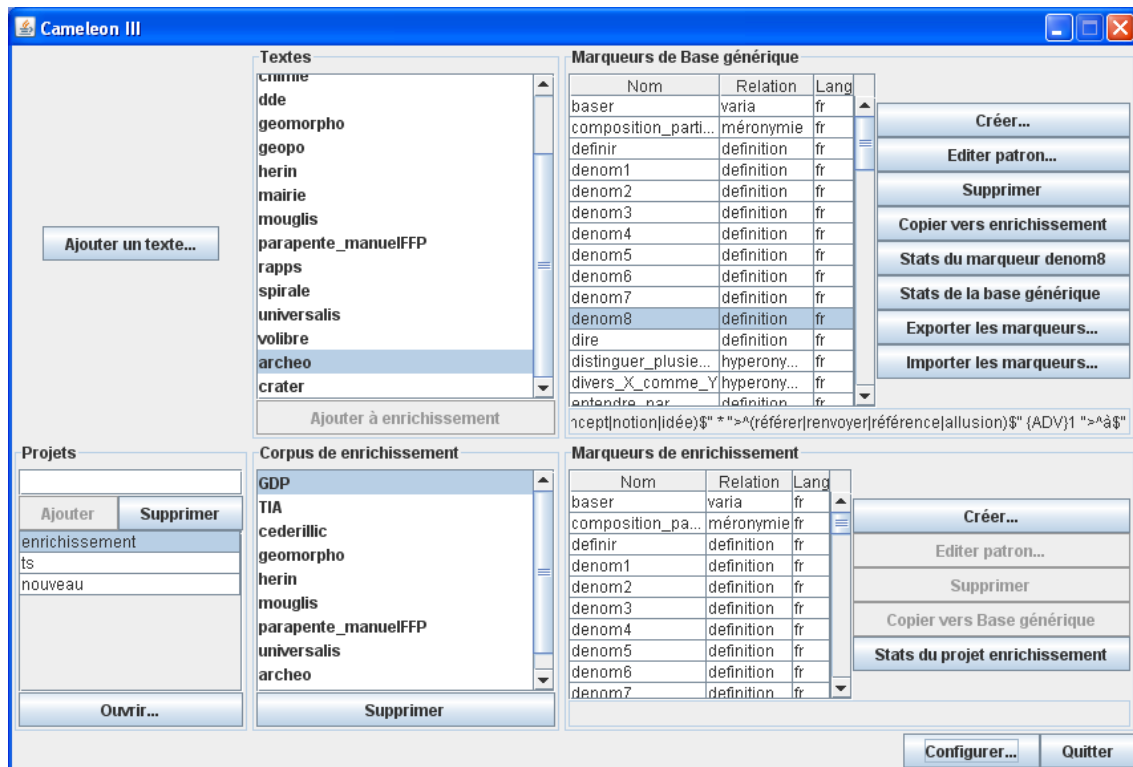 Cameleon III
Textes
chimie
dde
geomorpho
geopo
herin
mairie
mouglis
parapente_manuelFFP
rapps
spirale
universalis
volibre
archeo
crater
Ajouter à enrichissement
Ajouter un texte...
Marqueurs de Base générique
Nom Relation Lang
baser varia fr
composition_parti... méronymie fr
definir definition fr
denom1 definition fr
denom2 definition fr
denom3 definition fr
denom4 definition fr
denom5 definition fr
denom6 definition fr
denom7 definition fr
denom8 definition fr
dire definition fr
distinguer_plusie... hyperony... fr
divers_X_comme_Y hyperony... fr
entendre_par definition fr
ncept|notion|idée)$" * ">^(référer|renvoyer|référence|allusion)$" {ADV}1 ">^à$"
Créer...
Editer patron...
Supprimer
Copier vers enrichissement
Stats du marqueur denom8
Stats de la base générique
Exporter les marqueurs...
Importer les marqueurs...
Projets
Ajouter Supprimer
enrichissement
ts
nouveau
Ouvrir...
Corpus de enrichissement
GDP
TIA
cederillic
geomorpho
herin
mouglis
parapente_manuelFFP
universalis
archeo
Supprimer
Marqueurs de enrichissement
Nom Relation Lang
baser varia fr
composition_pa... méronymie fr
definir definition fr
denom1 definition fr
denom2 definition fr
denom3 definition fr
denom4 definition fr
denom5 definition fr
denom6 definition fr
denom7 definition fr
Créer...
Editer patron...
Supprimer
Copier vers Base générique
Stats du projet enrichissement
Configurer... Quitter